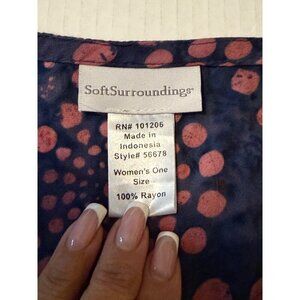 SoftSurroundings®
RN# 101206
Made in
Indonesia
Style# 56678
Women's One
Size
100% Rayon